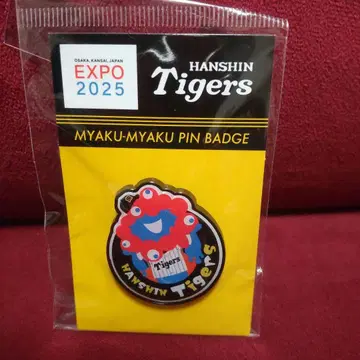 OSAKA, KANSAI, JAPAN
EXPO
2025
HANSHIN
Tigers
MYAKU-MYAKU PIN BADGE
Tigers
HANSHIN Tigers